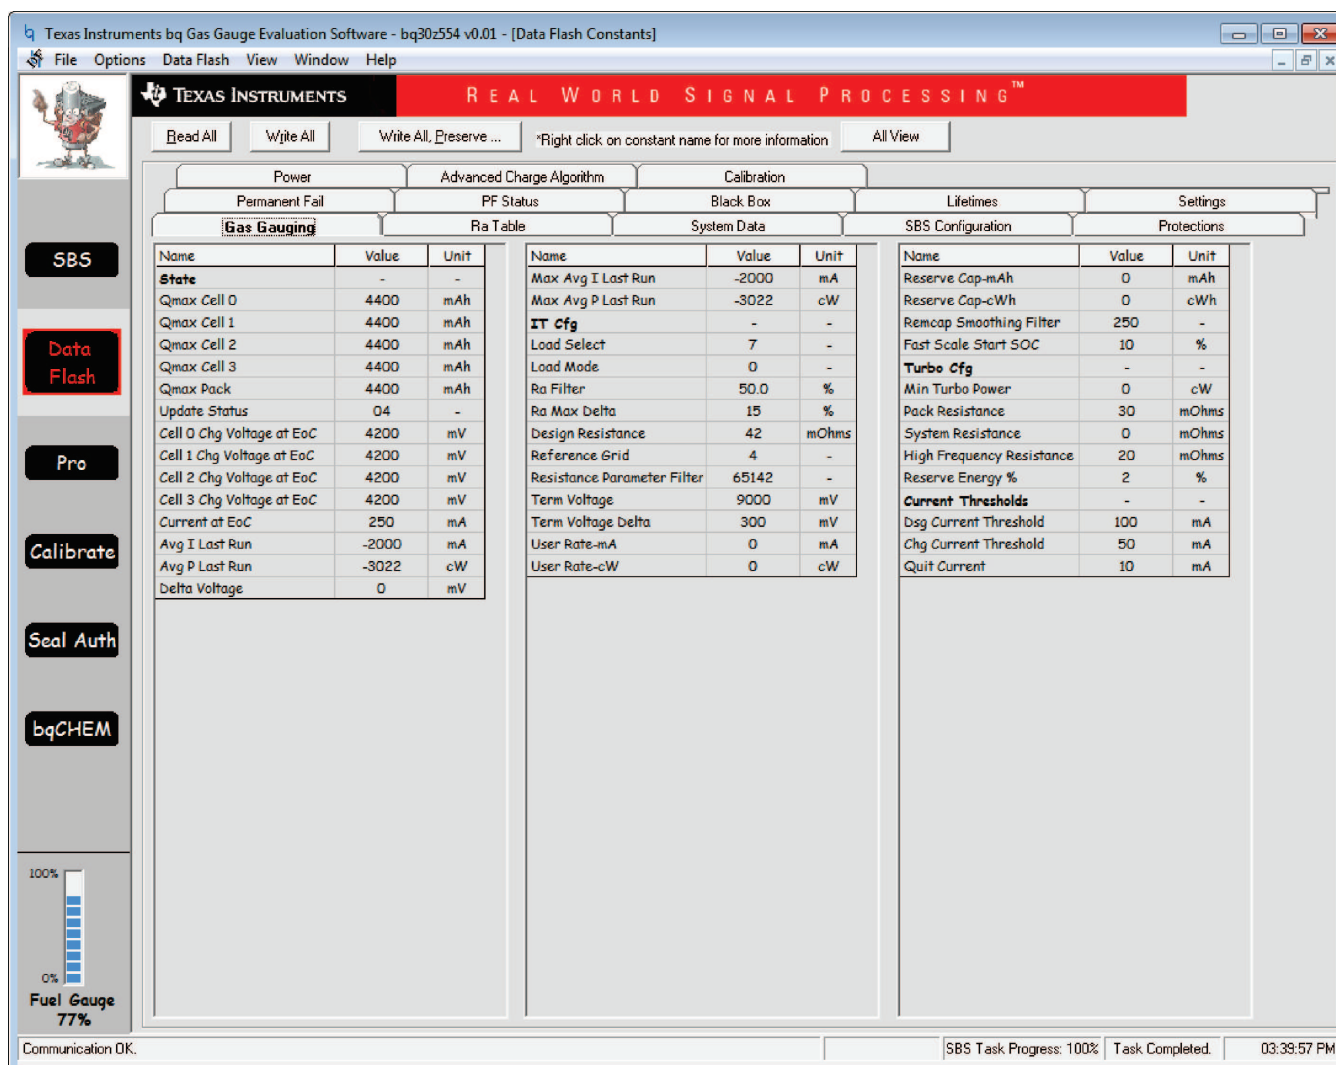 Texas Instruments bq Gas Gauge Evaluation Software - bq30z554 v0.01 - [Data Flash Constants]
File Options Data Flash View Window Help
TEXAS INSTRUMENTS REAL WORLD SIGNAL PROCESSING™
Read All Write All Write All, Preserve ... *Right click on constant name for more information All View
Power Advanced Charge Algorithm Calibration
Permanent Fail PF Status Black Box Lifetimes Settings
Gas Gauging Ra Table System Data SBS Configuration Protections
SBS
Data
Flash
Pro
Calibrate
Seal Auth
bqCHEM
100%
0%
Fuel Gauge
77%
Name Value Unit
State - -
Qmax Cell 0 4400 mAh
Qmax Cell 1 4400 mAh
Qmax Cell 2 4400 mAh
Qmax Cell 3 4400 mAh
Qmax Pack 4400 mAh
Update Status 04 -
Cell 0 Chg Voltage at EoC 4200 mV
Cell 1 Chg Voltage at EoC 4200 mV
Cell 2 Chg Voltage at EoC 4200 mV
Cell 3 Chg Voltage at EoC 4200 mV
Current at EoC 250 mA
Avg I Last Run -2000 mA
Avg P Last Run -3022 cW
Delta Voltage 0 mV
Name Value Unit
Max Avg I Last Run -2000 mA
Max Avg P Last Run -3022 cW
IT Cfg - -
Load Select 7 -
Load Mode 0 -
Ra Filter 50.0 %
Ra Max Delta 15 %
Design Resistance 42 mOhms
Reference Grid 4 -
Resistance Parameter Filter 65142 -
Term Voltage 9000 mV
Term Voltage Delta 300 mV
User Rate-mA 0 mA
User Rate-cW 0 cW
Name Value Unit
Reserve Cap-mAh 0 mAh
Reserve Cap-cWh 0 cWh
Remcap Smoothing Filter 250 -
Fast Scale Start SOC 10 %
Turbo Cfg - -
Min Turbo Power 0 cW
Pack Resistance 30 mOhms
System Resistance 0 mOhms
High Frequency Resistance 20 mOhms
Reserve Energy % 2 %
Current Thresholds - -
Dsg Current Threshold 100 mA
Chg Current Threshold 50 mA
Quit Current 10 mA
Communication OK. SBS Task Progress: 100% Task Completed. 03:39:57 PM